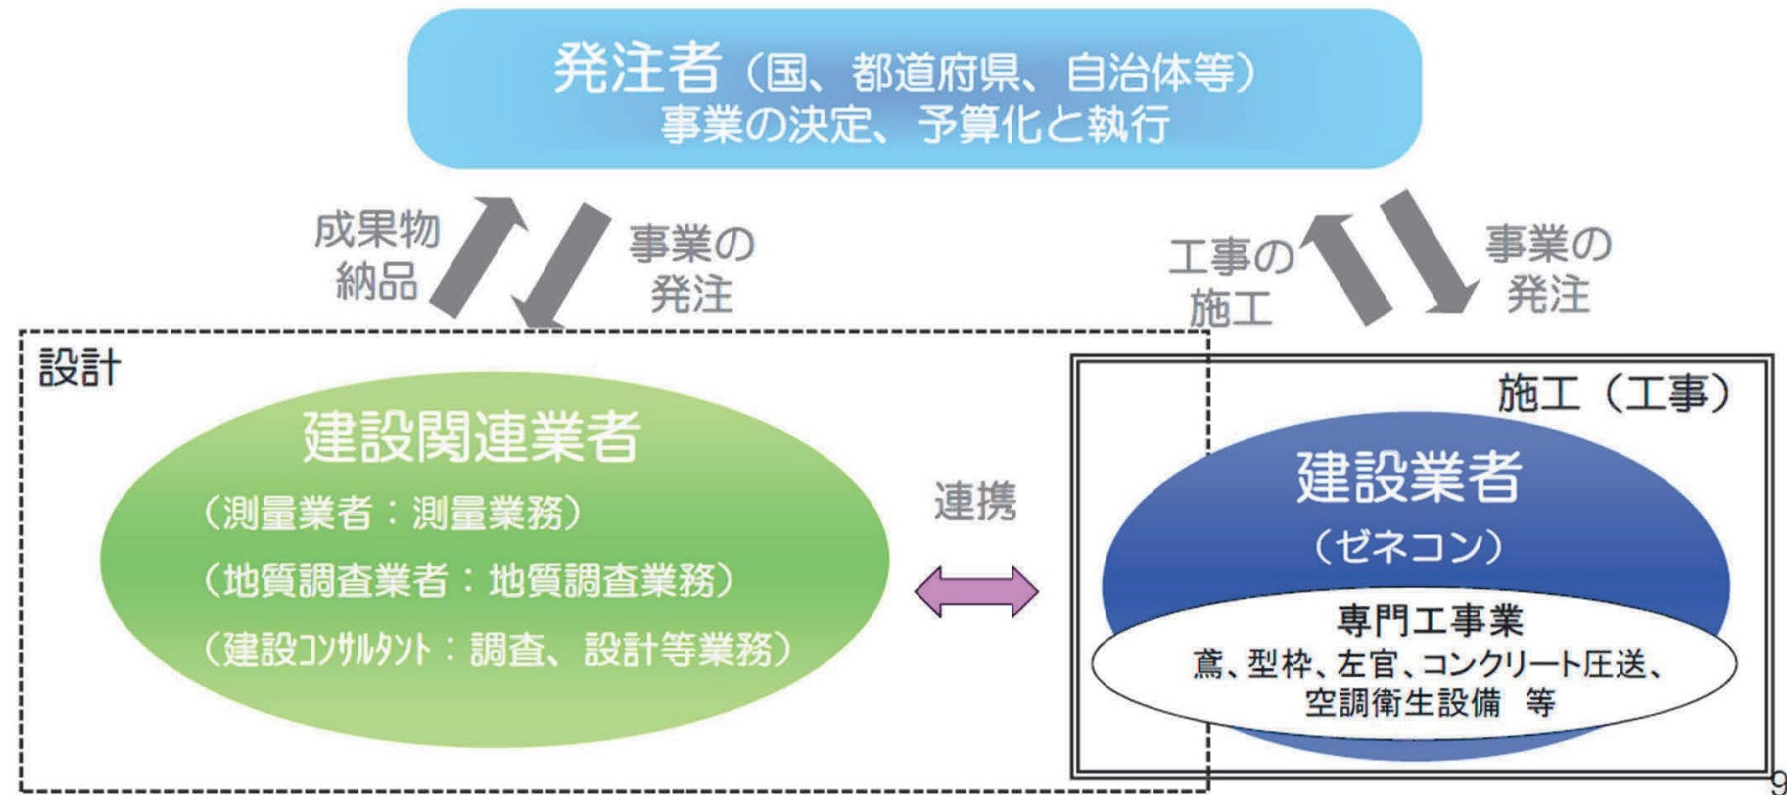 発注者（国、都道府県、自治体等）
事業の決定、予算化と執行
成果物
納品
事業の
発注
工事の
施工
事業の
発注
設計
建設関連業者
（測量業者：測量業務）
（地質調査業者：地質調査業務）
（建設ｺﾝｻﾙﾀﾝﾄ：調査、設計等業務）
連携
施工（工事）
建設業者
（ゼネコン）
専門工事業
鳶、型枠、左官、コンクリート圧送、
空調衛生設備 等
9